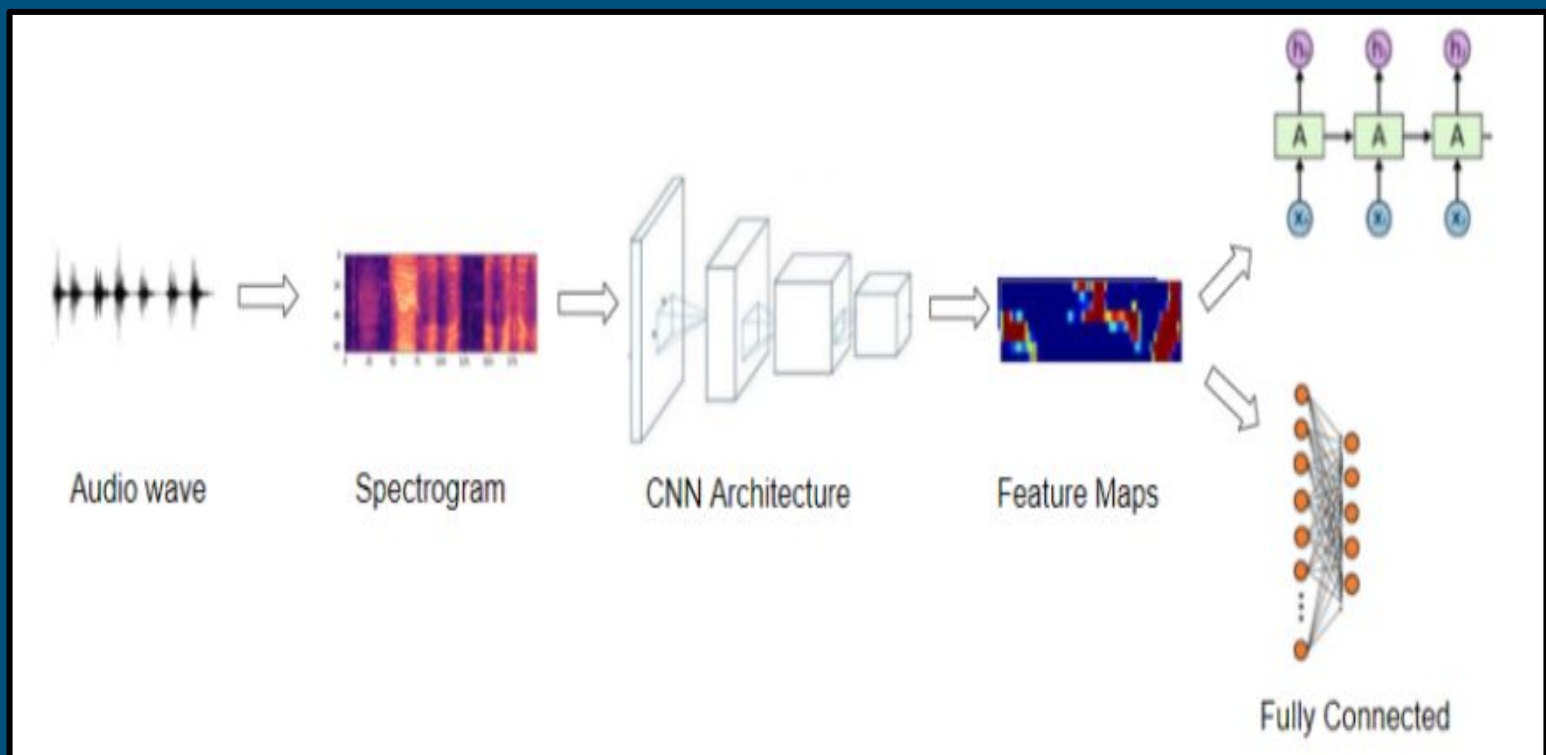 h
h
h
A
A
A
x
x
x
Audio wave
Spectrogram
CNN Architecture
Feature Maps
Fully Connected